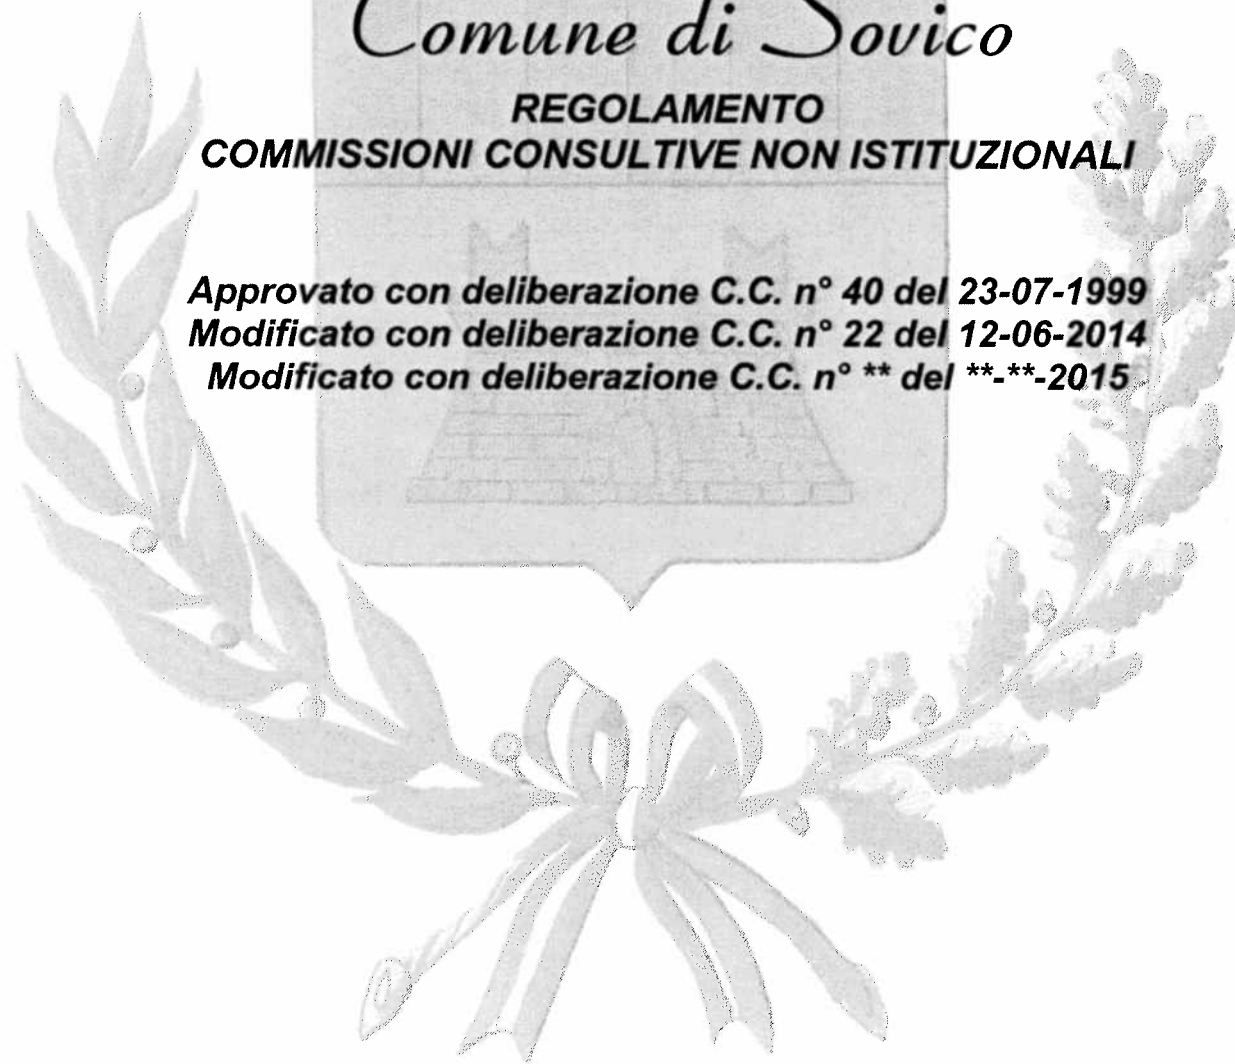 Comune di Sovico
REGOLAMENTO
COMMISSIONI CONSULTIVE NON ISTITUZIONALI
Approvato con deliberazione C.C. n° 40 del 23-07-1999
Modificato con deliberazione C.C. n° 22 del 12-06-2014
Modificato con deliberazione C.C. n° ** del **-**-2015